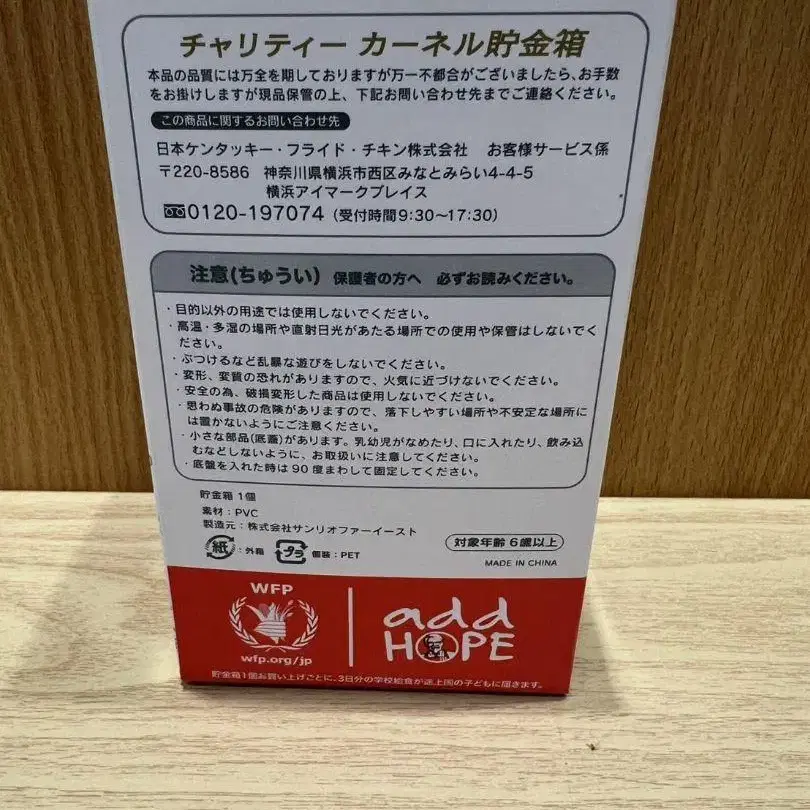 チャリティー カーネル貯金箱
本品の品質には万全を期しておりますが万一不都合がございましたら、お手数
をお掛けしますが現品保管の上、下記お問い合わせ先までご連絡ください。
この商品に関するお問い合わせ先
日本ケンタッキー・フライド・チキン株式会社 お客様サービス係
〒220-8586 神奈川県横浜市西区みなとみらい4-4-5
横浜アイマークプレイス
0120-197074（受付時間9:30〜17:30）
注意(ちゅうい) 保護者の方へ 必ずお読みください。
・目的以外の用途では使用しないでください。
・高温・多湿の場所や直射日光があたる場所での使用や保管はしないでく
ださい。
・ぶつけるなど乱暴な遊びをしないでください。
・変形、変質の恐れがありますので、火気に近づけないでください。
・安全の為、破損変形した商品は使用しないでください。
・思わぬ事故の危険がありますので、落下しやすい場所や不安定な場所に
は置かないようにご注意ください。
・小さな部品(底蓋)があります。乳幼児がなめたり、口に入れたり、飲み込
むなどしないように、お取扱いに注意してください。
・底盤を入れた時は90度まわして固定してください。
貯金箱1個
素材：PVC
製造元：株式会社サンリオファーイースト
対象年齢 6歳以上
紙：外箱 プラ 個装：PET
MADE IN CHINA
WFP
wfp.org/jp
add
HOPE
貯金箱1個お買い上げごとに、3日分の学校給食が途上国の子どもに届きます。